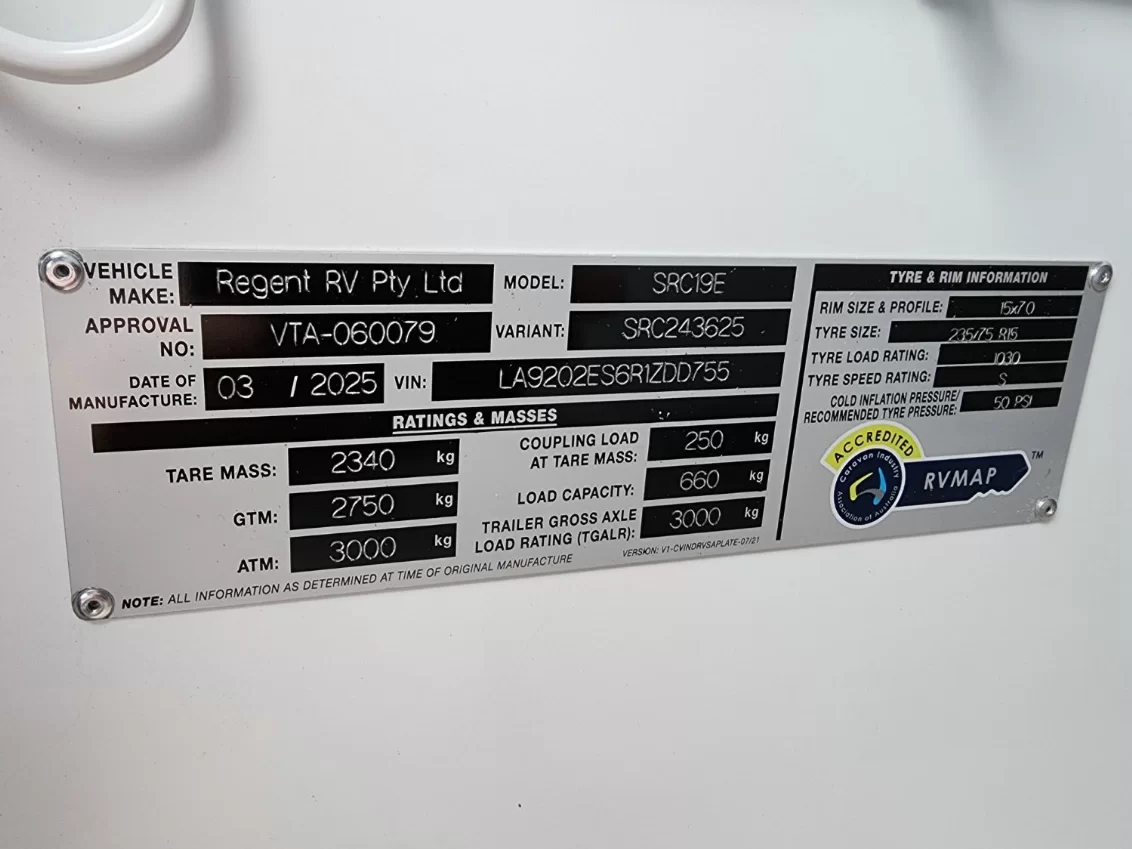 VEHICLE MAKE: Regent RV Pty Ltd MODEL: SRC19E
APPROVAL NO: VTA-060079 VARIANT: SRC243625
DATE OF MANUFACTURE: 03 / 2025 VIN: LA9202ES6R1ZDD755
RATINGS & MASSES
TARE MASS: 2340 kg COUPLING LOAD AT TARE MASS: 250 kg
GTM: 2750 kg LOAD CAPACITY: 660 kg
ATM: 3000 kg TRAILER GROSS AXLE LOAD RATING (TGALR): 3000 kg
NOTE: ALL INFORMATION AS DETERMINED AT TIME OF ORIGINAL MANUFACTURE
VERSION: V1-CVINDRVSAPLATE-07/21
TYRE & RIM INFORMATION
RIM SIZE & PROFILE: 15x7.0
TYRE SIZE: 235/75 R15
TYRE LOAD RATING: 1030
TYRE SPEED RATING: S
COLD INFLATION PRESSURE/ RECOMMENDED TYRE PRESSURE: 50 PSI
ACCREDITED
Caravan Industry
Association of Australia
RVMAP TM